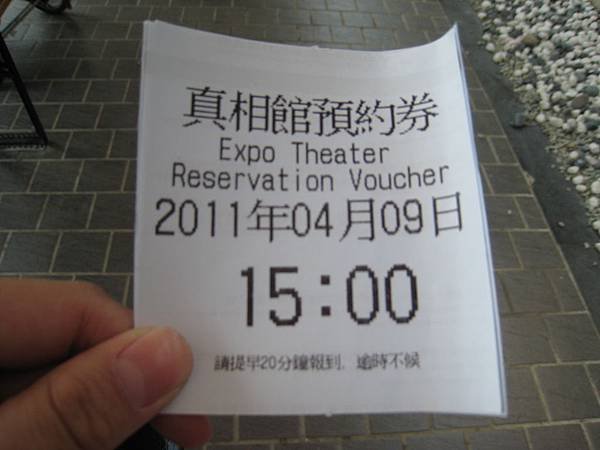 真相館預約券
Expo Theater
Reservation Voucher
2011年04月09日
15:00
請提早20分鐘報到，逾時不候